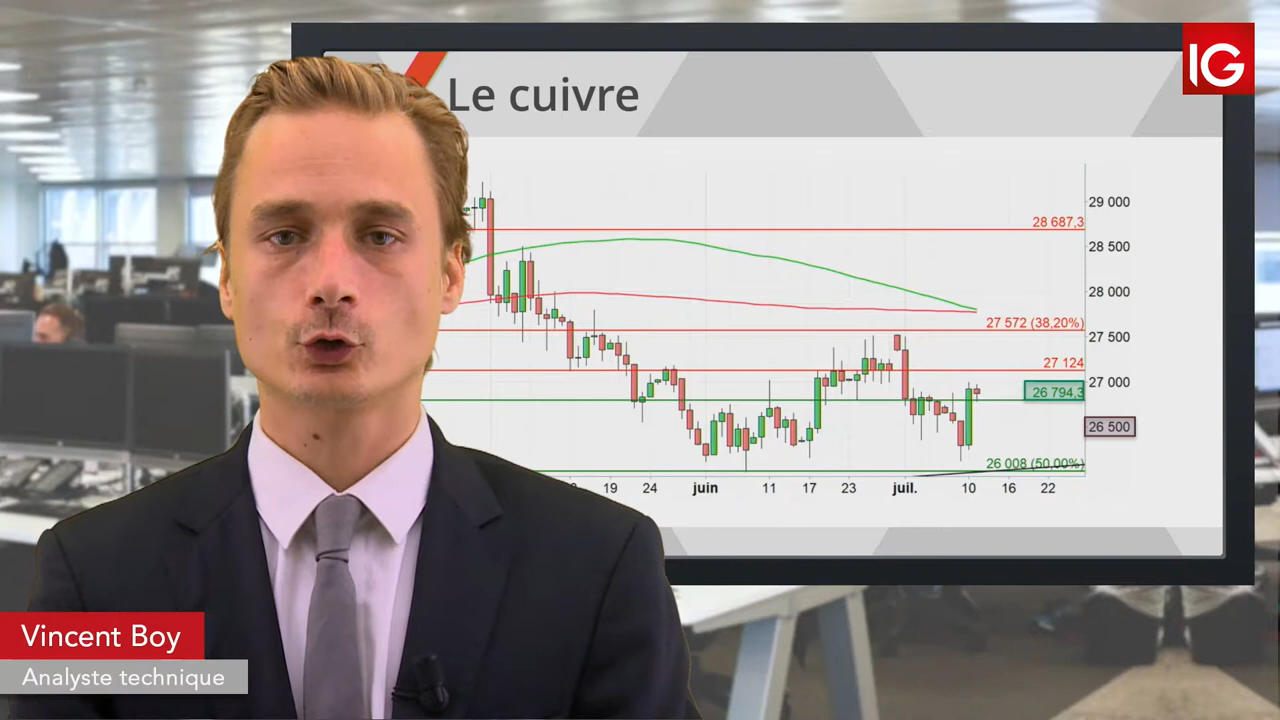 IG
Le cuivre
29 000
28 687,3
28 500
28 000
27 572 (38,20%)
27 500
27 124
27 000
26 794,3
26 500
26 008 (50,00%)
19 24 juin 11 17 23 juil. 10 16 22
Vincent Boy
Analyste technique